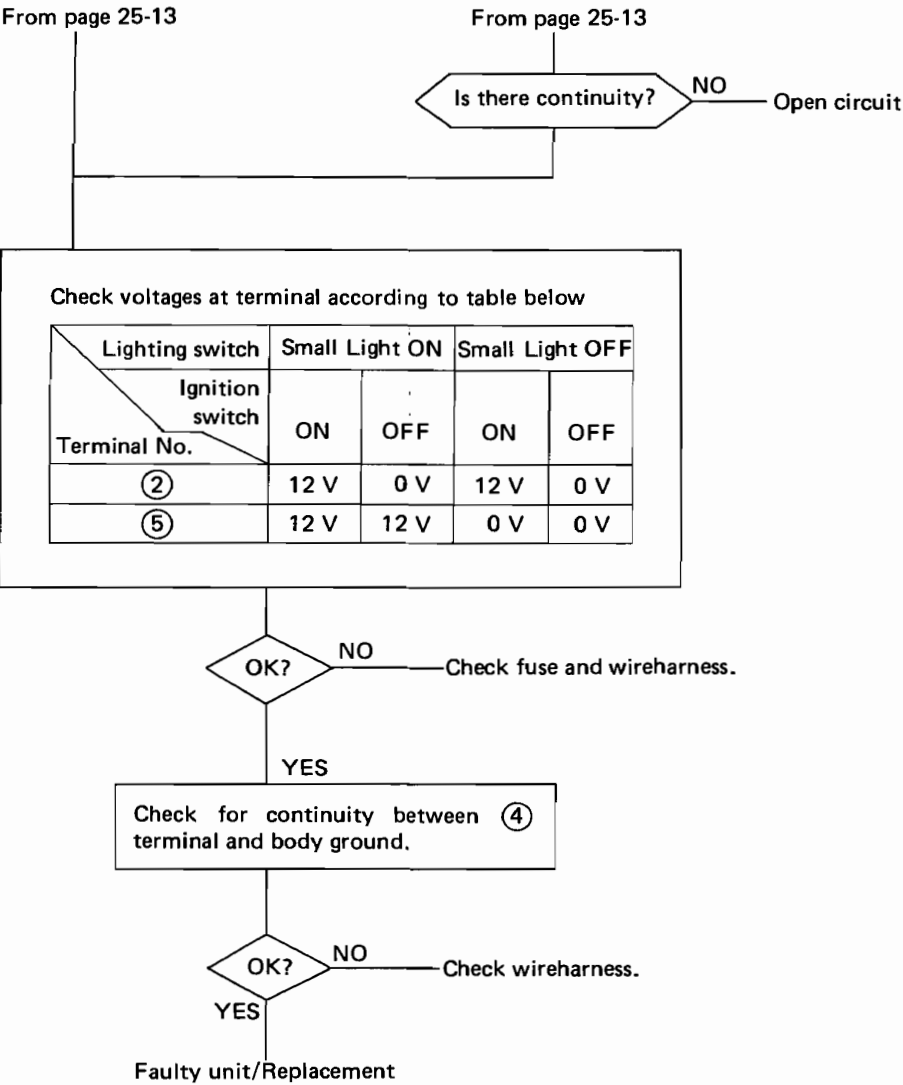 From page 25-13
From page 25-13
Is there continuity?
NO
Open circuit
Check voltages at terminal according to table below
Lighting switch Small Light ON Small Light OFF
Ignition
switch
ON OFF ON OFF
Terminal No.
② 12 V 0 V 12 V 0 V
⑤ 12 V 12 V 0 V 0 V
OK?
NO
Check fuse and wireharness.
YES
Check for continuity between ④
terminal and body ground.
OK?
NO
Check wireharness.
YES
Faulty unit/Replacement